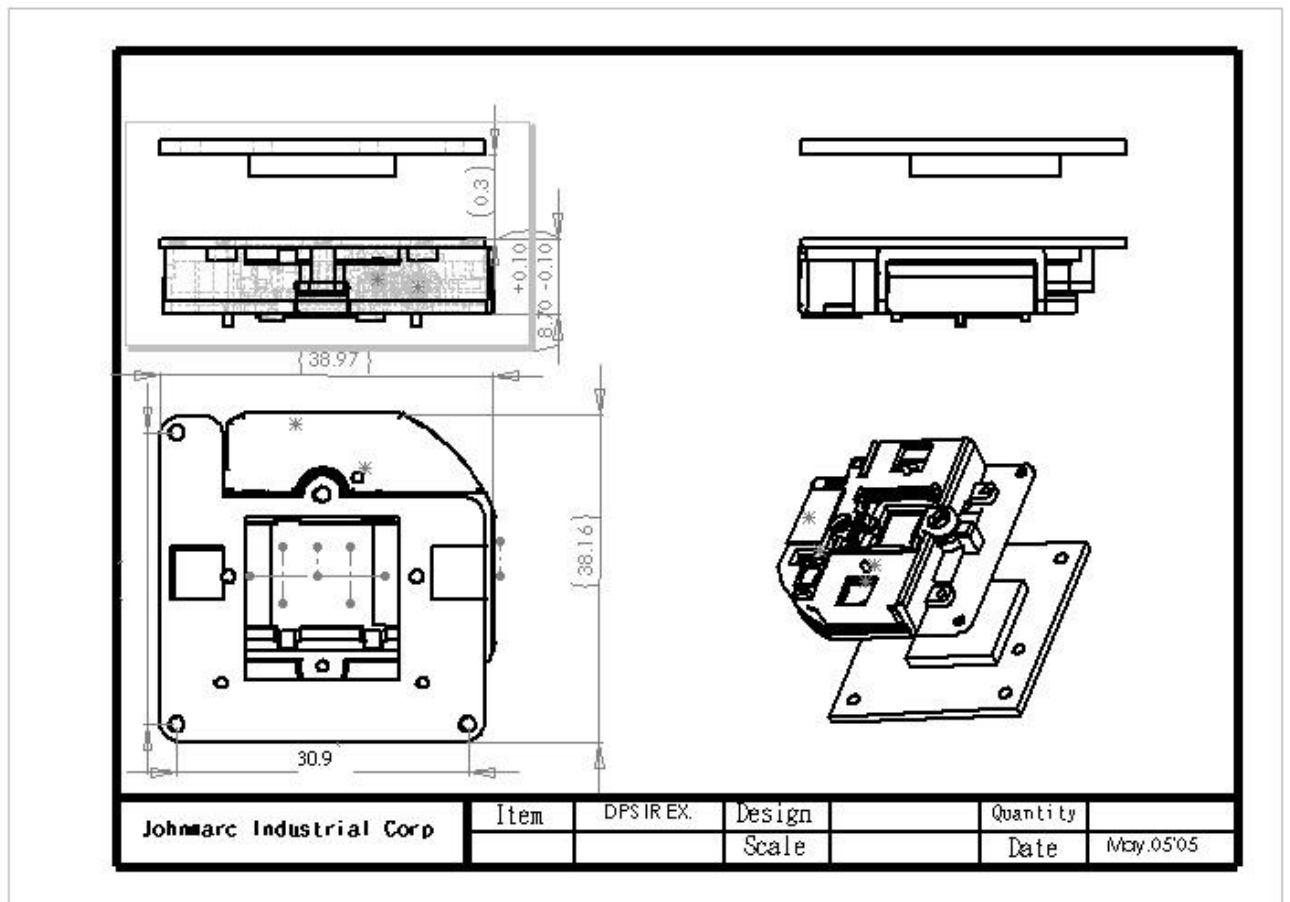 (0.3)
+0.10
8.70 -0.10
{38.97}
{38.16}
30.9
Johnmarc Industrial Corp
Item DPS IR EX. Design Quantity
Scale Date May.05'05